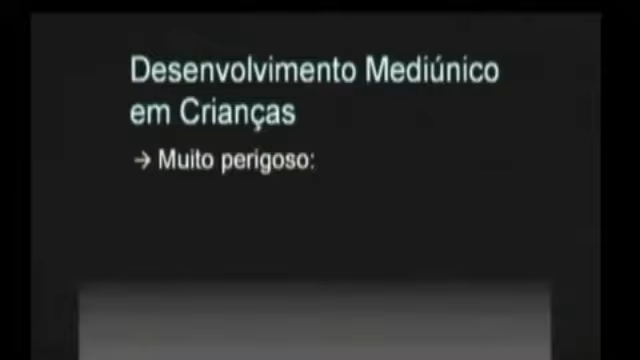 Desenvolvimento Mediúnico
em Crianças
→ Muito perigoso: